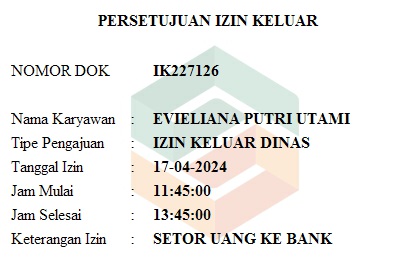 PERSETUJUAN IZIN KELUAR
NOMOR DOK IK227126
Nama Karyawan : EVIELIANA PUTRI UTAMI
Tipe Pengajuan : IZIN KELUAR DINAS
Tanggal Izin : 17-04-2024
Jam Mulai : 11:45:00
Jam Selesai : 13:45:00
Keterangan Izin : SETOR UANG KE BANK